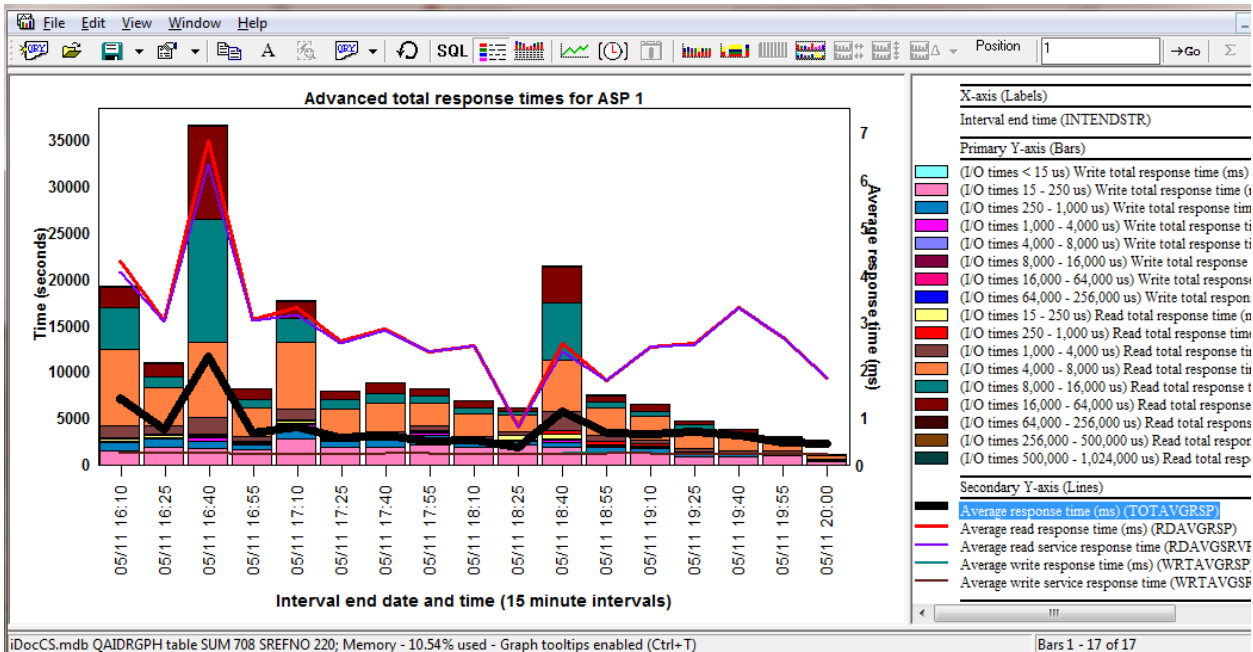 File Edit View Window Help
QRY A QRY SQL Position 1 →Go Σ
Advanced total response times for ASP 1
Time (seconds)
35000
30000
25000
20000
15000
10000
5000
0
Average response time (ms)
7
6
5
4
3
2
1
0
05/11 16:10
05/11 16:25
05/11 16:40
05/11 16:55
05/11 17:10
05/11 17:25
05/11 17:40
05/11 17:55
05/11 18:10
05/11 18:25
05/11 18:40
05/11 18:55
05/11 19:10
05/11 19:25
05/11 19:40
05/11 19:55
05/11 20:00
Interval end date and time (15 minute intervals)
X-axis (Labels)
Interval end time (INTENDSTR)
Primary Y-axis (Bars)
(I/O times < 15 us) Write total response time (ms)
(I/O times 15 - 250 us) Write total response time (m
(I/O times 250 - 1,000 us) Write total response tim
(I/O times 1,000 - 4,000 us) Write total response ti
(I/O times 4,000 - 8,000 us) Write total response ti
(I/O times 8,000 - 16,000 us) Write total response
(I/O times 16,000 - 64,000 us) Write total response
(I/O times 64,000 - 256,000 us) Write total respon
(I/O times 15 - 250 us) Read total response time (m
(I/O times 250 - 1,000 us) Read total response time
(I/O times 1,000 - 4,000 us) Read total response tir
(I/O times 4,000 - 8,000 us) Read total response tir
(I/O times 8,000 - 16,000 us) Read total response t
(I/O times 16,000 - 64,000 us) Read total response
(I/O times 64,000 - 256,000 us) Read total respons
(I/O times 256,000 - 500,000 us) Read total respor
(I/O times 500,000 - 1,024,000 us) Read total respo
Secondary Y-axis (Lines)
Average response time (ms) (TOTAVGRSP)
Average read response time (ms) (RDAVGRSP)
Average read service response time (RDAVGSRVR
Average write response time (ms) (WRTAVGRSP)
Average write service response time (WRTAVGSR
iDocCS.mdb QAIDRGPH table SUM 708 SREFNO 220; Memory - 10.54% used - Graph tooltips enabled (Ctrl+T)
Bars 1 - 17 of 17